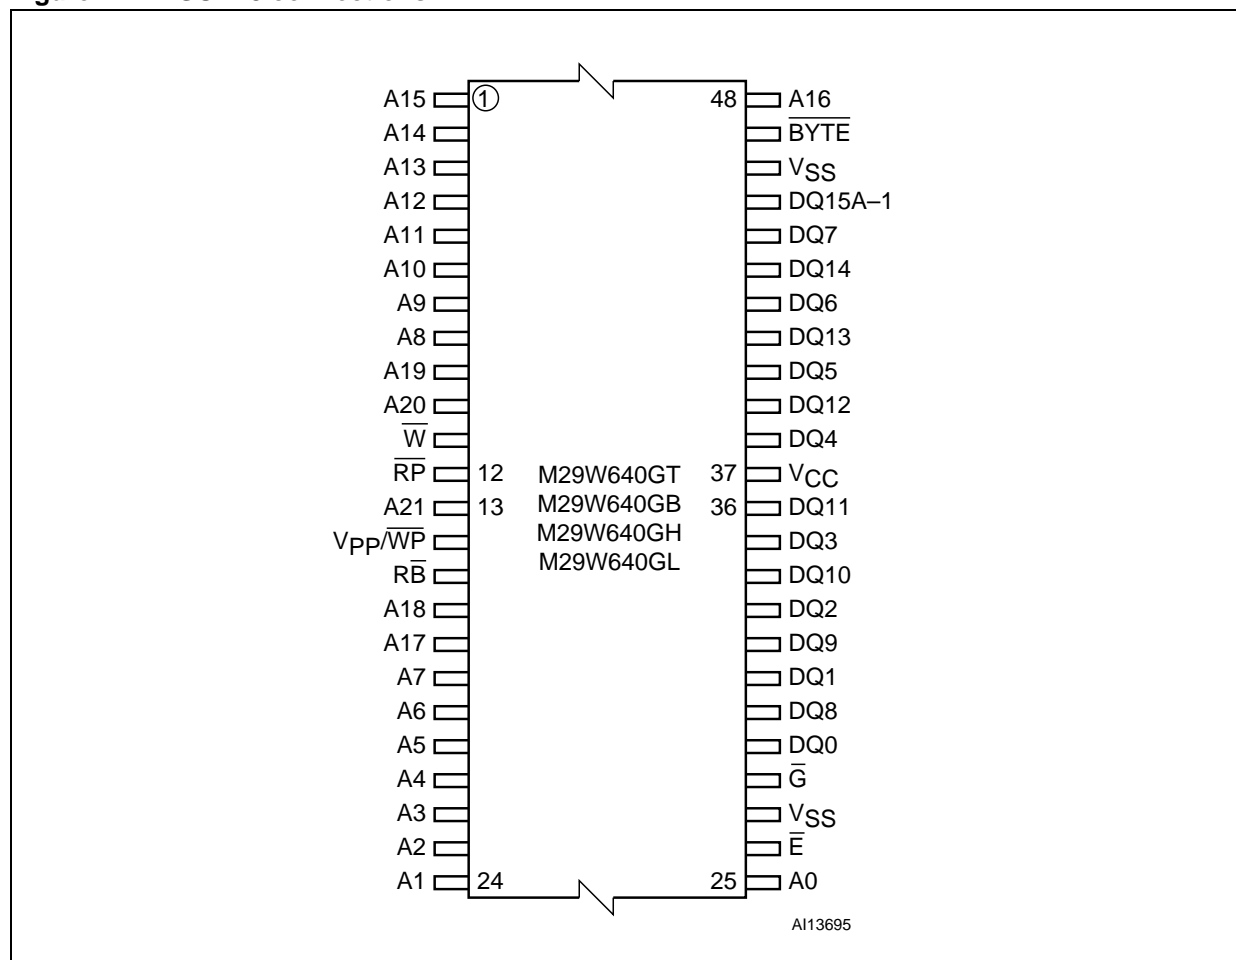 A15 1 48 A16
A14 BYTE
A13 VSS
A12 DQ15A–1
A11 DQ7
A10 DQ14
A9 DQ6
A8 DQ13
A19 DQ5
A20 DQ12
W DQ4
RP 12 M29W640GT 37 VCC
A21 13 M29W640GB 36 DQ11
M29W640GH
VPP/WP DQ3
M29W640GL
RB DQ10
A18 DQ2
A17 DQ9
A7 DQ1
A6 DQ8
A5 DQ0
A4 G
A3 VSS
A2 E
A1 24 25 A0
AI13695